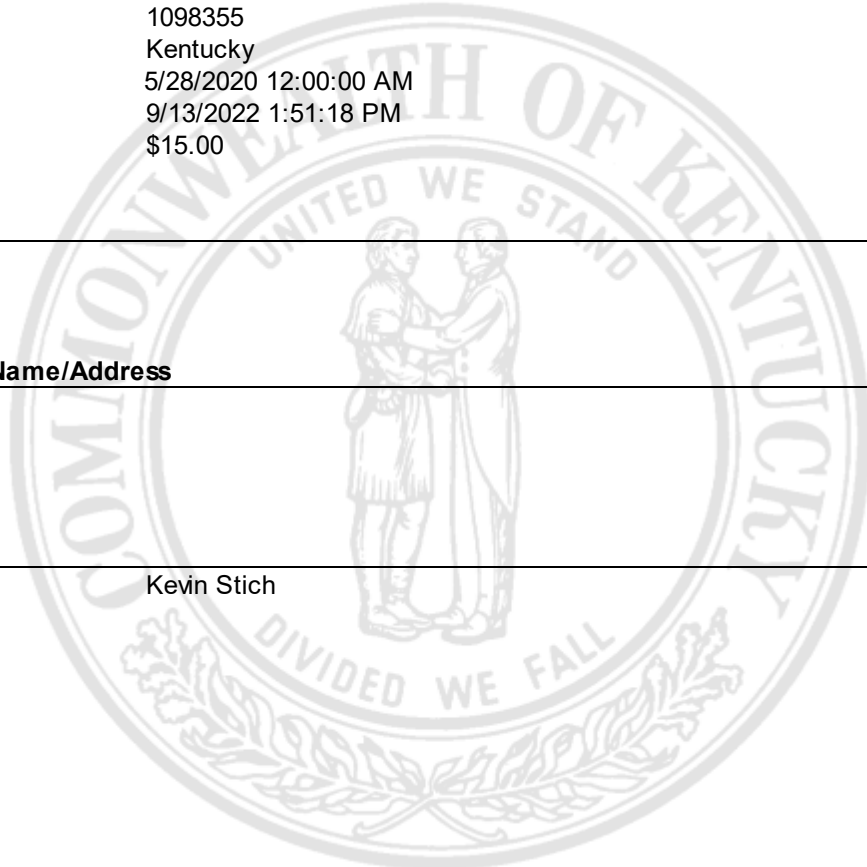 1098355
Kentucky
5/28/2020 12:00:00 AM
9/13/2022 1:51:18 PM
$15.00
COMMONWEALTH OF KENTUCKY
UNITED WE STAND
Name/Address
Kevin Stich
DIVIDED WE FALL